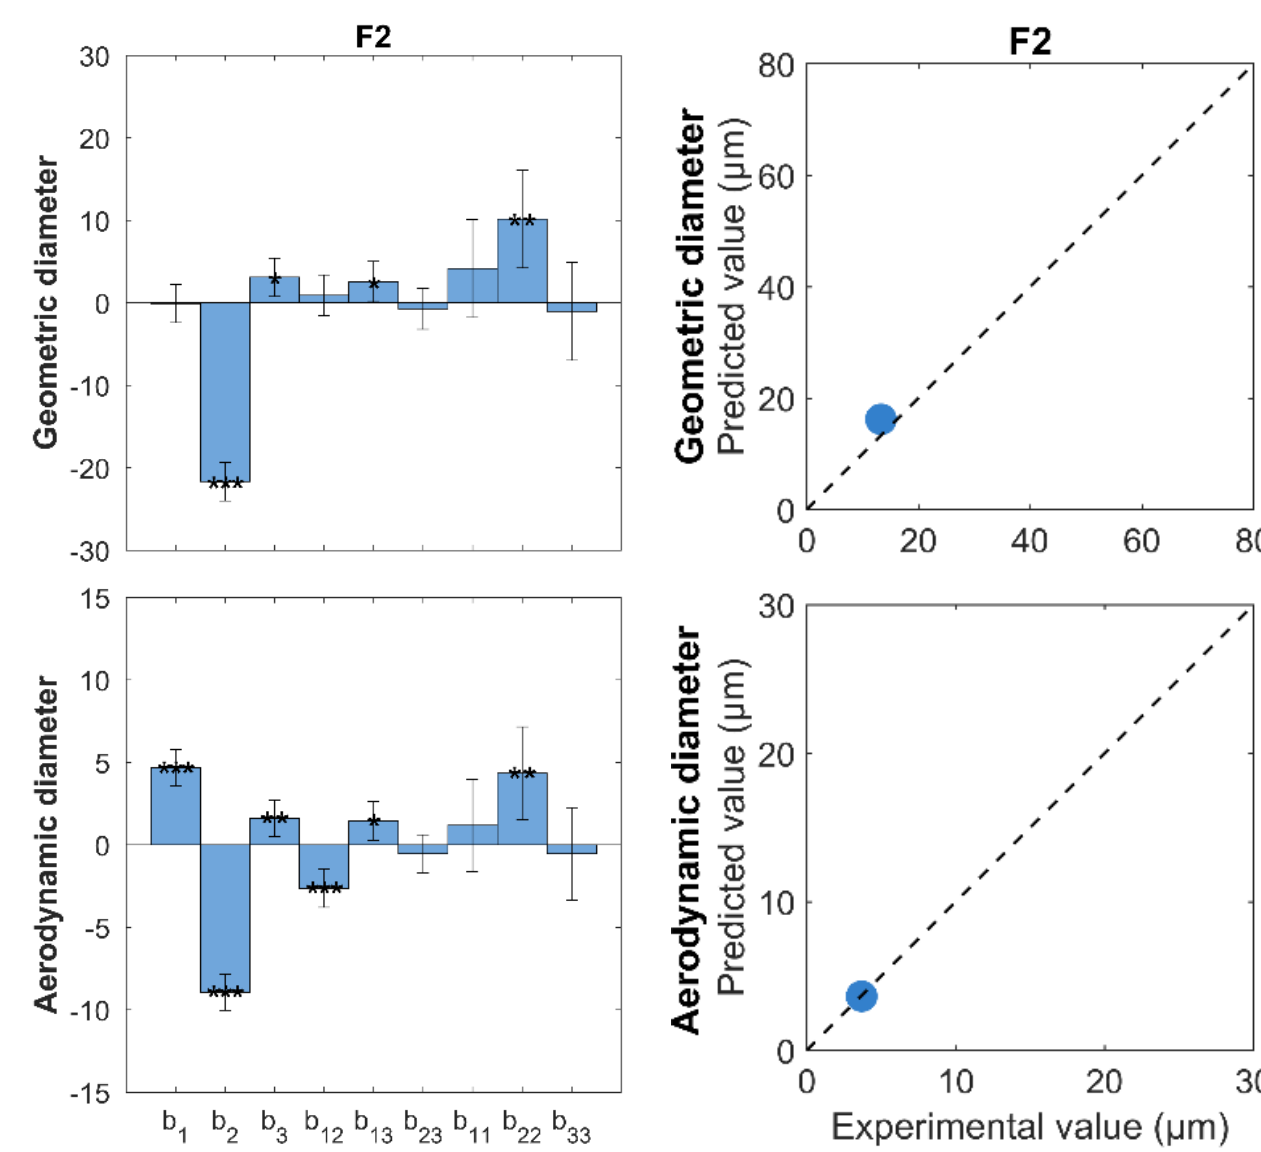 F2
30
20
10
0
-10
-20
-30
Geometric diameter
*** * * **
F2
80
60
40
20
0
0 20 40 60 80
Geometric diameter
Predicted value (µm)
15
10
5
0
-5
-10
-15
Aerodynamic diameter
*** *** ** *** * **
b1 b2 b3 b12 b13 b23 b11 b22 b33
30
20
10
0
0 10 20 30
Aerodynamic diameter
Predicted value (µm)
Experimental value (µm)